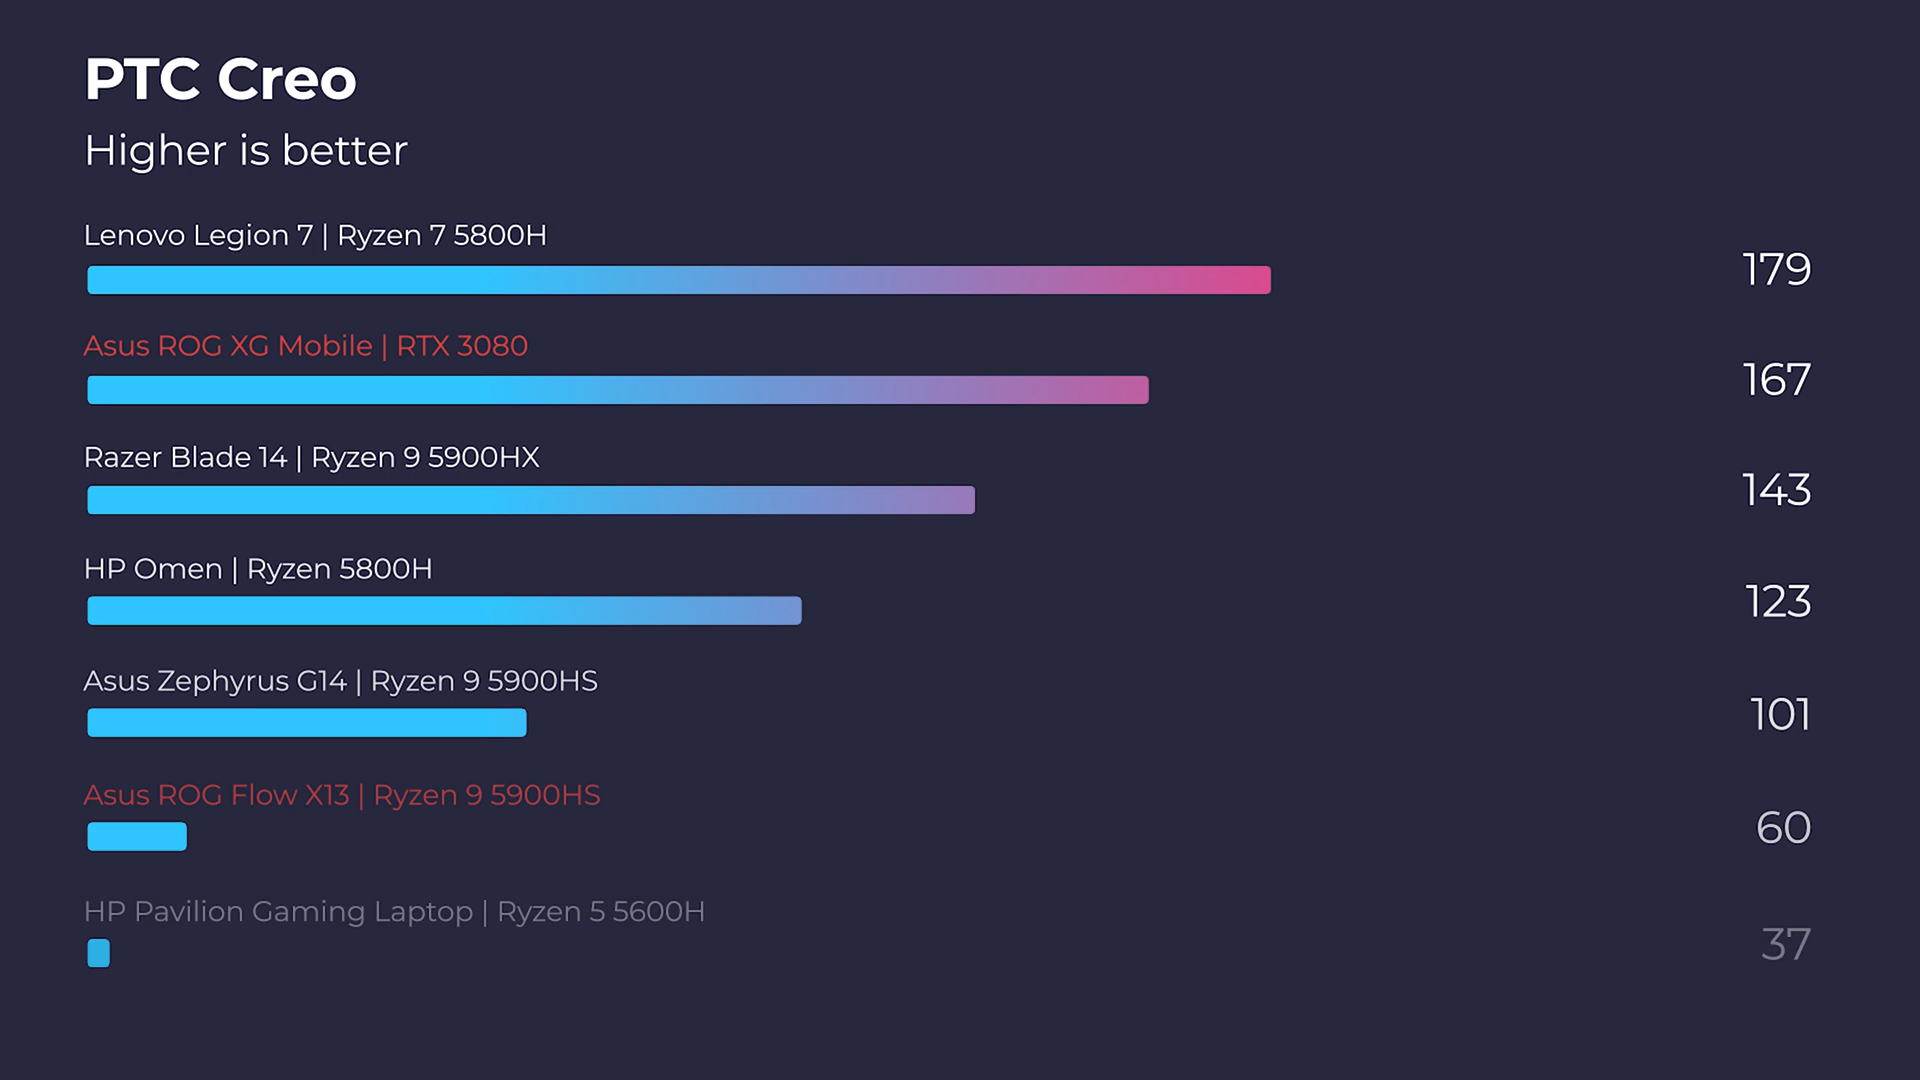 PTC Creo
Higher is better
Lenovo Legion 7 | Ryzen 7 5800H
179
Asus ROG XG Mobile | RTX 3080
167
Razer Blade 14 | Ryzen 9 5900HX
143
HP Omen | Ryzen 5800H
123
Asus Zephyrus G14 | Ryzen 9 5900HS
101
Asus ROG Flow X13 | Ryzen 9 5900HS
60
HP Pavilion Gaming Laptop | Ryzen 5 5600H
37